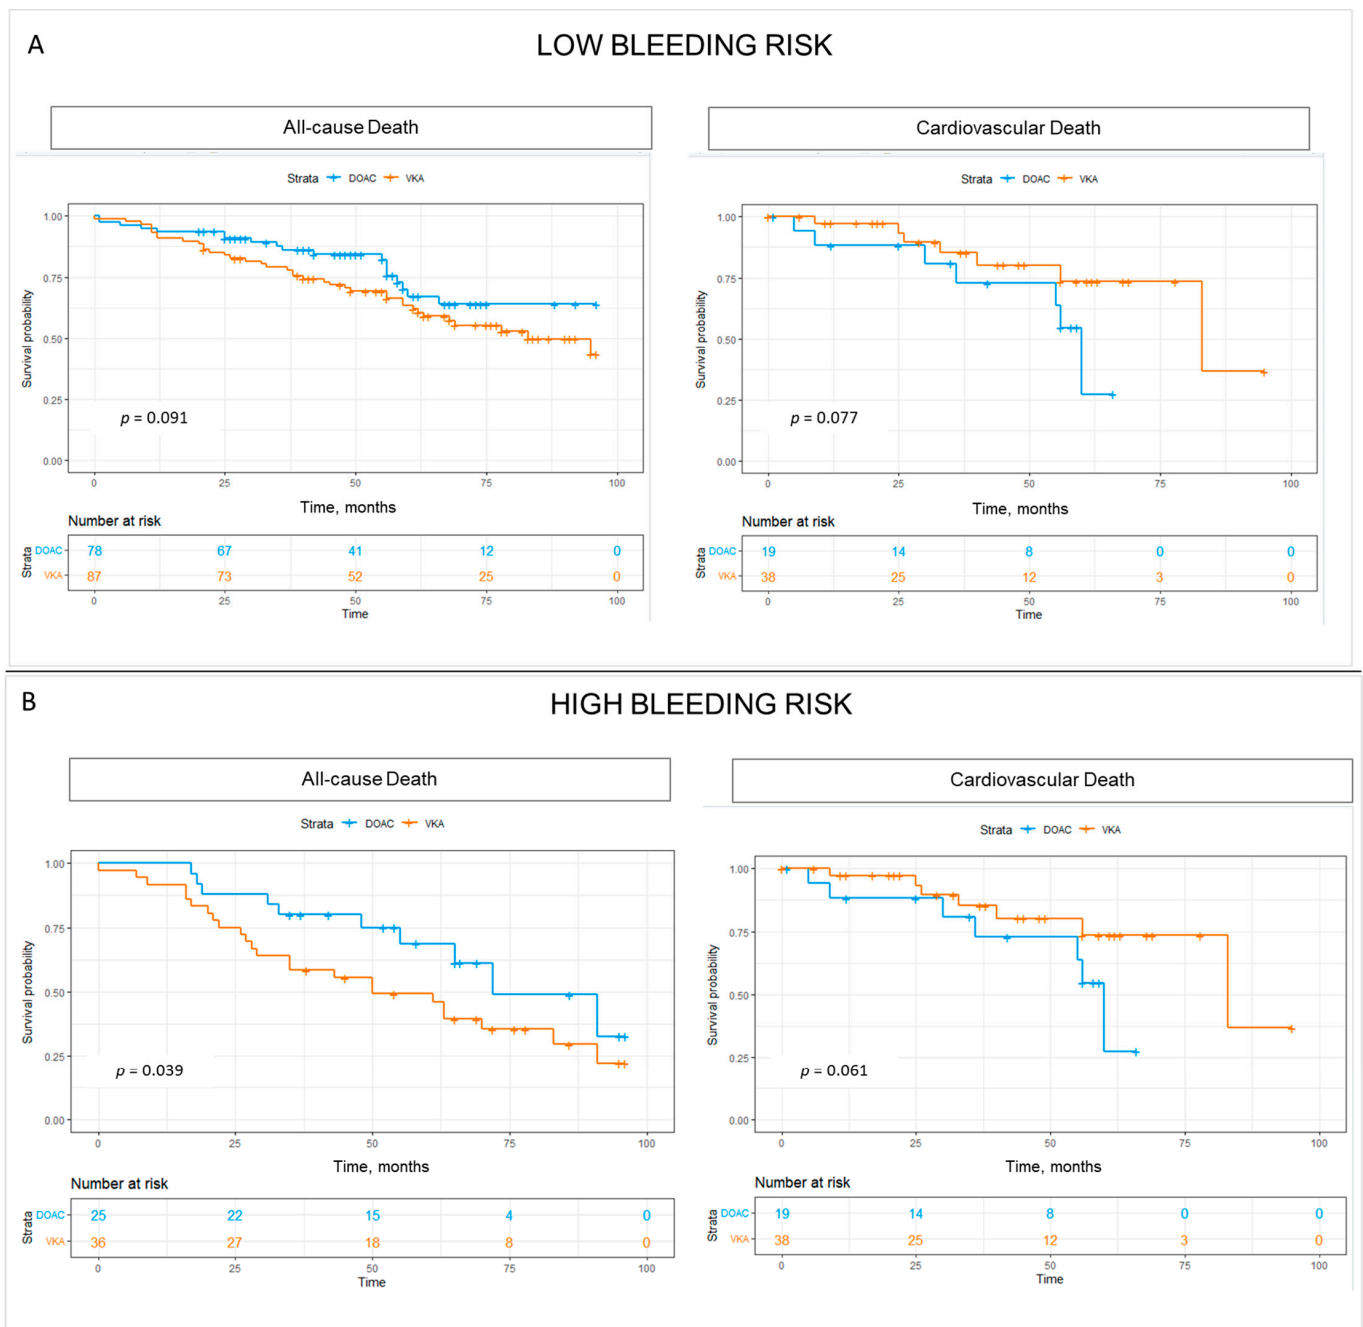 A
LOW BLEEDING RISK
All-cause Death
Strata DOAC VKA
Survival probability
1.00
0.75
0.50
0.25
0.00
p = 0.091
0 25 50 75 100
Time, months
Number at risk
Strata
DOAC 78 67 41 12 0
VKA 87 73 52 25 0
0 25 50 75 100
Time
Cardiovascular Death
Strata DOAC VKA
Survival probability
1.00
0.75
0.50
0.25
0.00
p = 0.077
0 25 50 75 100
Time, months
Number at risk
Strata
DOAC 19 14 8 0 0
VKA 38 25 12 3 0
0 25 50 75 100
Time
B
HIGH BLEEDING RISK
All-cause Death
Strata DOAC VKA
Survival probability
1.00
0.75
0.50
0.25
0.00
p = 0.039
0 25 50 75 100
Time, months
Number at risk
Strata
DOAC 25 22 15 4 0
VKA 36 27 18 8 0
0 25 50 75 100
Time
Cardiovascular Death
Strata DOAC VKA
Survival probability
1.00
0.75
0.50
0.25
0.00
p = 0.061
0 25 50 75 100
Time, months
Number at risk
Strata
DOAC 19 14 8 0 0
VKA 38 25 12 3 0
0 25 50 75 100
Time